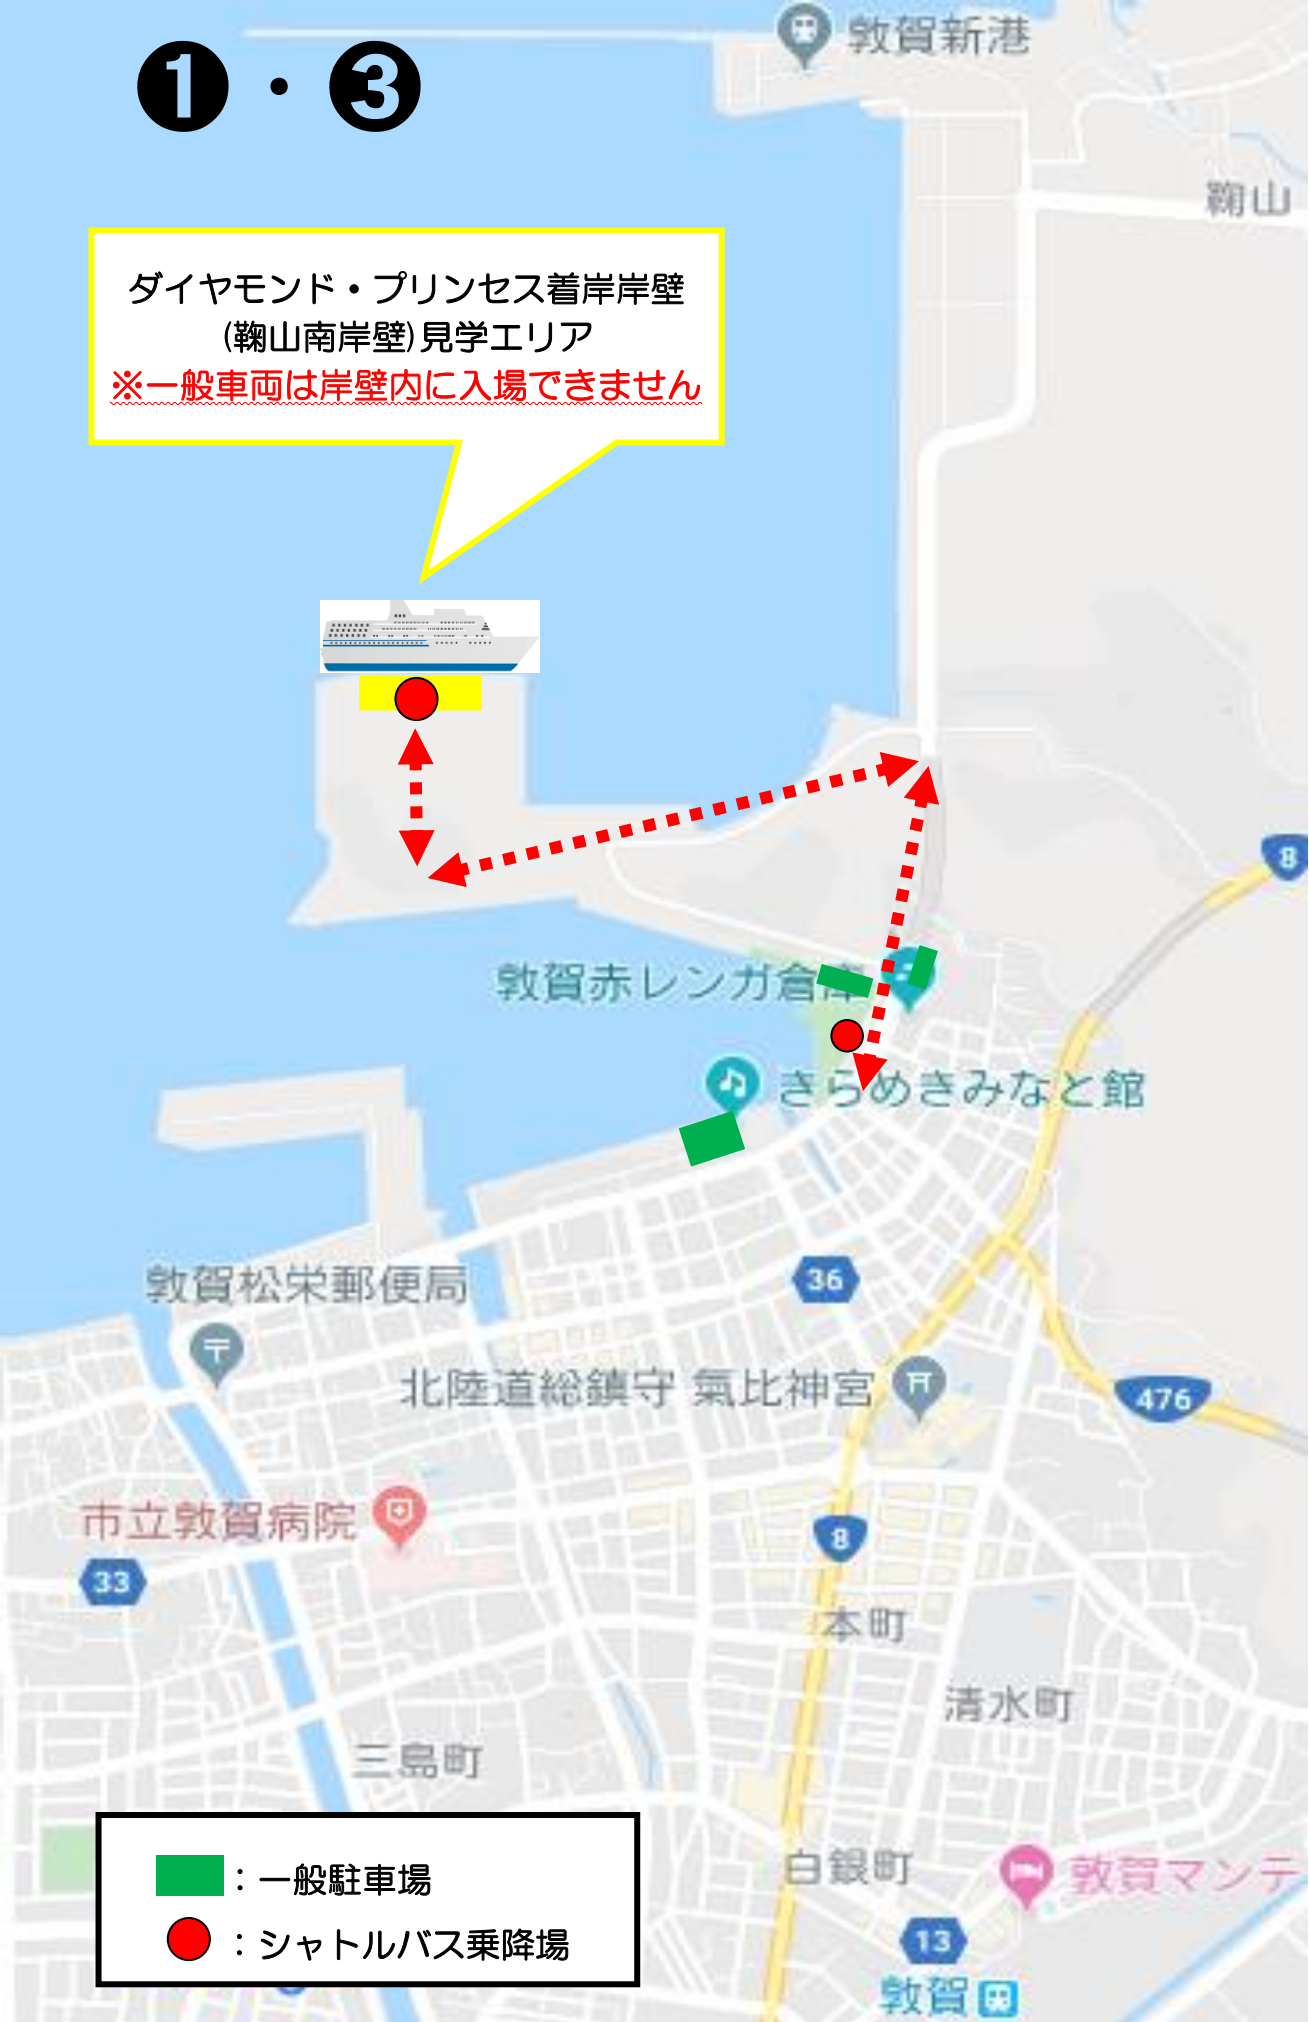 ❶・❸
敦賀新港
鞠山
ダイヤモンド・プリンセス着岸岸壁
(鞠山南岸壁)見学エリア
※一般車両は岸壁内に入場できません
8
敦賀赤レンガ倉庫
きらめきみなと館
敦賀松栄郵便局
36
北陸道総鎮守 氣比神宮
476
市立敦賀病院
33
8
本町
清水町
三島町
白銀町
敦賀マンテ
：一般駐車場
：シャトルバス乗降場
13
敦賀